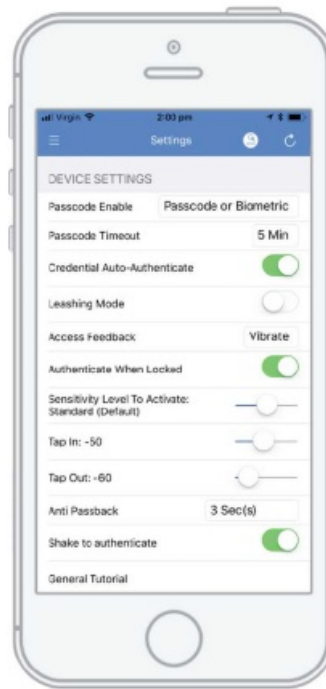 Virgin 2:00 pm
Settings
DEVICE SETTINGS
Passcode Enable Passcode or Biometric
Passcode Timeout 5 Min
Credential Auto-Authenticate
Leashing Mode
Access Feedback Vibrate
Authenticate When Locked
Sensitivity Level To Activate:
Standard (Default)
Tap In: -50
Tap Out: -60
Anti Passback 3 Sec(s)
Shake to authenticate
General Tutorial